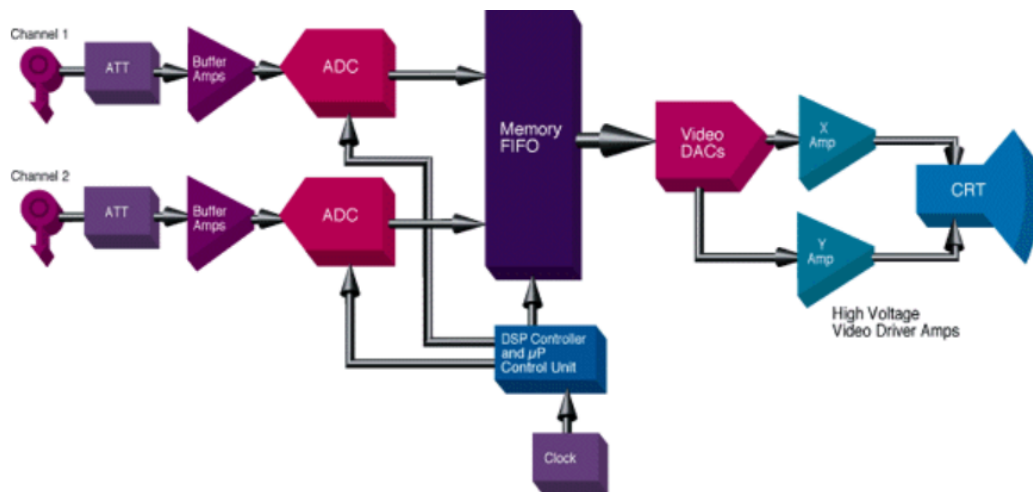 Channel 1
ATT
Buffer
Amps
ADC
Memory
FIFO
Video
DACs
X
Amp
CRT
Channel 2
ATT
Buffer
Amps
ADC
Y
Amp
High Voltage
Video Driver Amps
DSP Controller
and µP
Control Unit
Clock